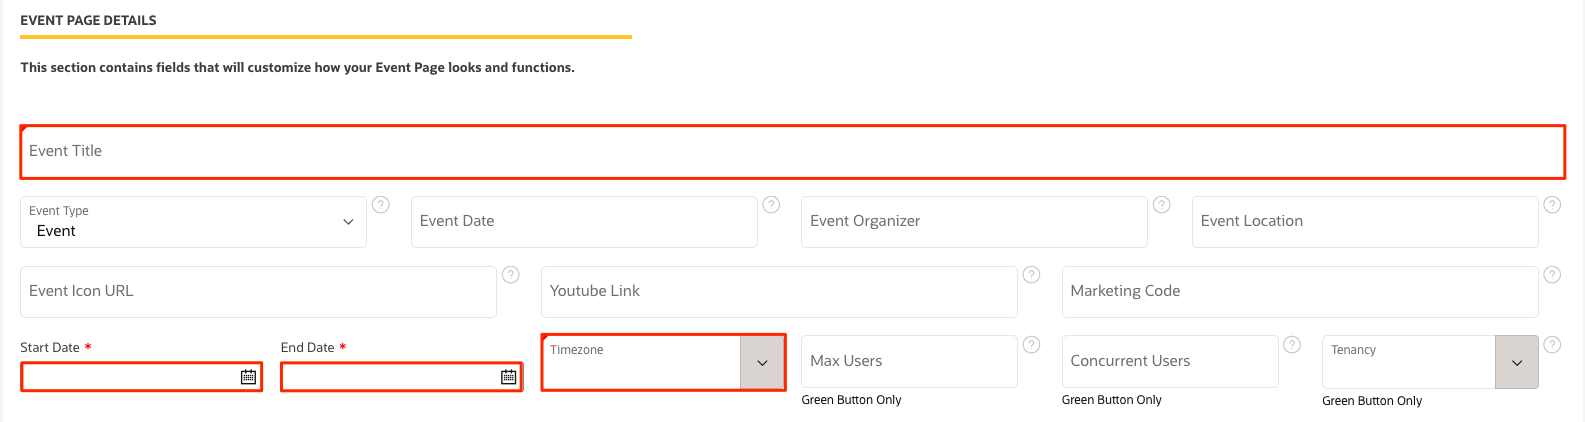 EVENT PAGE DETAILS
This section contains fields that will customize how your Event Page looks and functions.
Event Title
Event Type
Event
?
Event Date
?
Event Organizer
?
Event Location
?
Event Icon URL
?
Youtube Link
?
Marketing Code
?
Start Date *
End Date *
Timezone
Max Users
?
Concurrent Users
?
Tenancy
?
Green Button Only
Green Button Only
Green Button Only